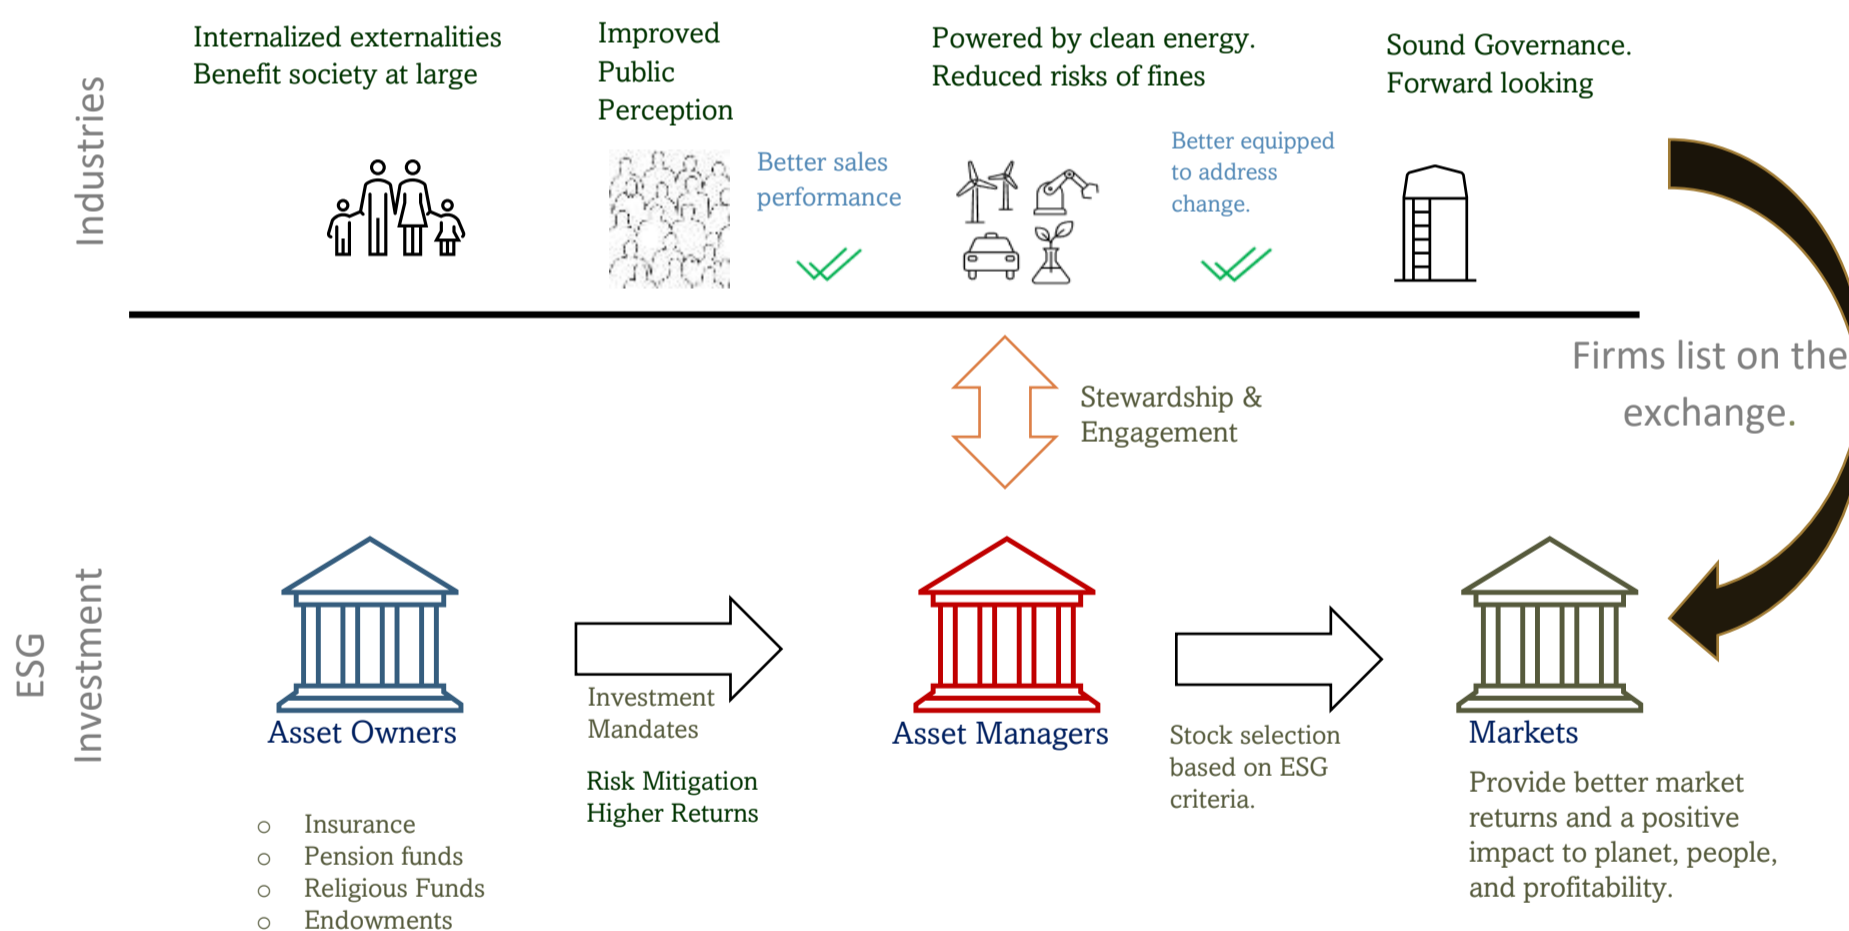 Industries
Internalized externalities
Benefit society at large
Improved
Public
Perception
Better sales
performance
Powered by clean energy.
Reduced risks of fines
Better equipped
to address
change.
Sound Governance.
Forward looking
Firms list on the
exchange.
Stewardship &
Engagement
ESG
Investment
Asset Owners
○ Insurance
○ Pension funds
○ Religious Funds
○ Endowments
Investment
Mandates
Risk Mitigation
Higher Returns
Asset Managers
Stock selection
based on ESG
criteria.
Markets
Provide better market
returns and a positive
impact to planet, people,
and profitability.